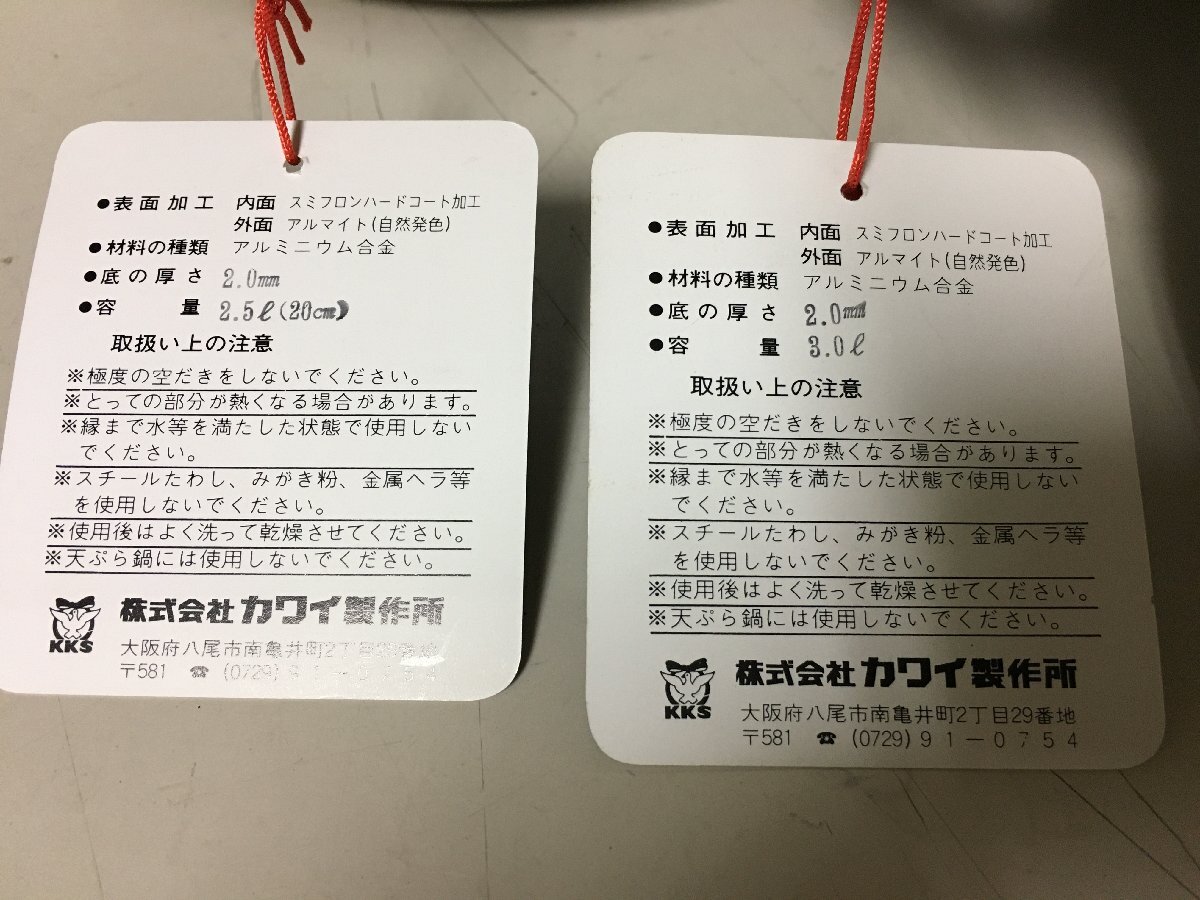 ●表面加工 内面 スミフロンハードコート加工
外面 アルマイト(自然発色)
●材料の種類 アルミニウム合金
●底の厚さ 2.0mm
●容量 2.5ℓ(20cm)
取扱い上の注意
※極度の空だきをしないでください。
※とっての部分が熱くなる場合があります。
※縁まで水等を満たした状態で使用しない
でください。
※スチールたわし、みがき粉、金属ヘラ等
を使用しないでください。
※使用後はよく洗って乾燥させてください。
※天ぷら鍋には使用しないでください。
KKS
株式会社カワイ製作所
大阪府八尾市南亀井町2丁目29番地
〒581 ☎ (0729)91-0754
●表面加工 内面 スミフロンハードコート加工
外面 アルマイト(自然発色)
●材料の種類 アルミニウム合金
●底の厚さ 2.0mm
●容量 3.0ℓ
取扱い上の注意
※極度の空だきをしないでください。
※とっての部分が熱くなる場合があります。
※縁まで水等を満たした状態で使用しない
でください。
※スチールたわし、みがき粉、金属ヘラ等
を使用しないでください。
※使用後はよく洗って乾燥させてください。
※天ぷら鍋には使用しないでください。
KKS
株式会社カワイ製作所
大阪府八尾市南亀井町2丁目29番地
〒581 ☎ (0729)91-0754